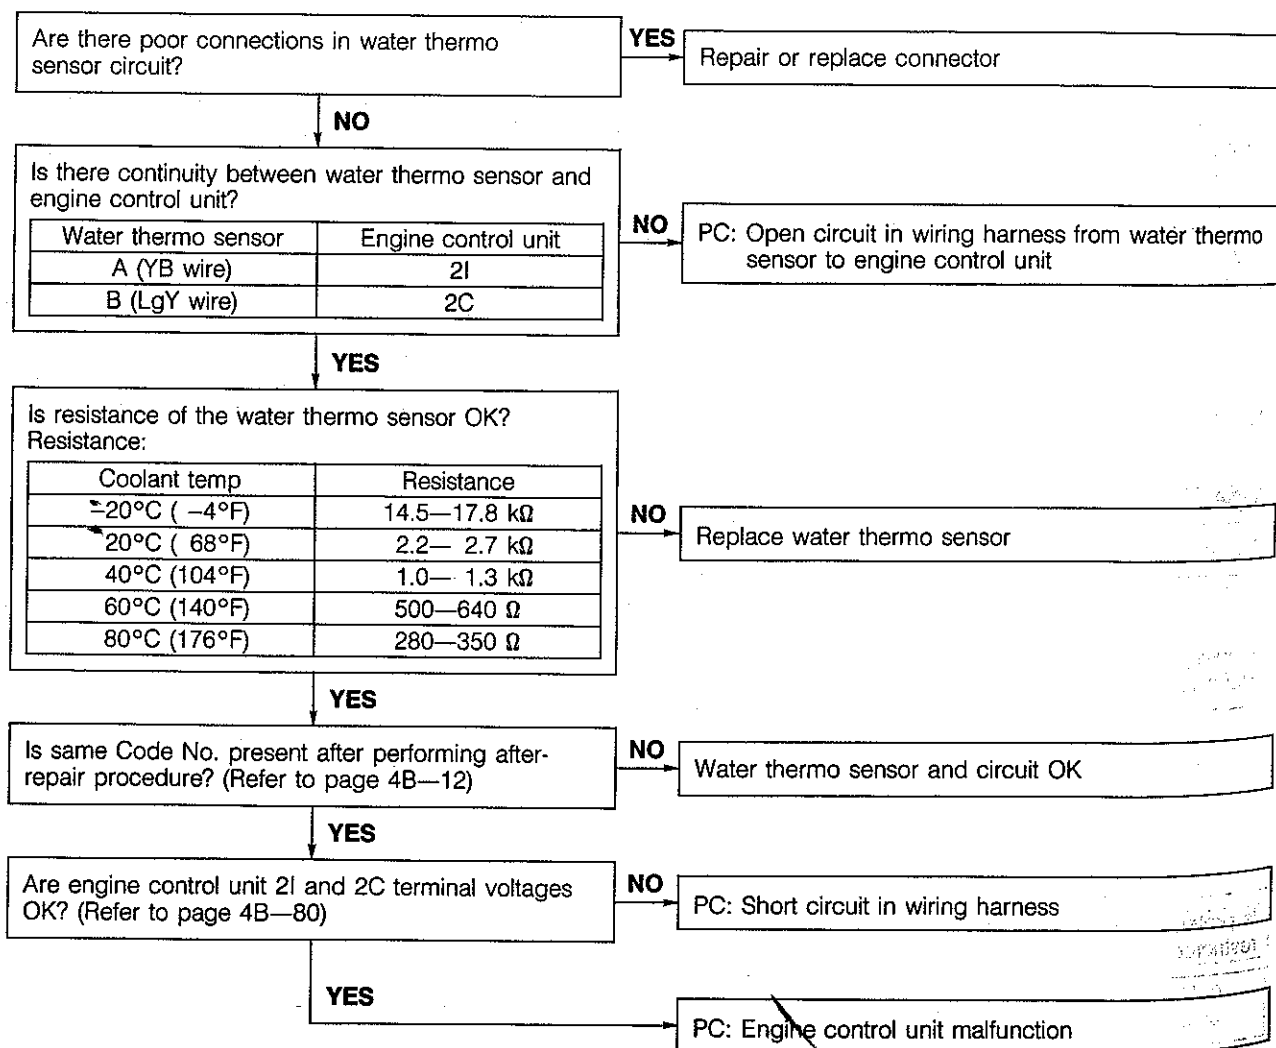 Are there poor connections in water thermo
sensor circuit?
YES
Repair or replace connector
NO
Is there continuity between water thermo sensor and
engine control unit?
Water thermo sensor Engine control unit
A (YB wire) 2I
B (LgY wire) 2C
NO
PC: Open circuit in wiring harness from water thermo
sensor to engine control unit
YES
Is resistance of the water thermo sensor OK?
Resistance:
Coolant temp Resistance
−20°C ( −4°F) 14.5—17.8 kΩ
20°C ( 68°F) 2.2— 2.7 kΩ
40°C (104°F) 1.0— 1.3 kΩ
60°C (140°F) 500—640 Ω
80°C (176°F) 280—350 Ω
NO
Replace water thermo sensor
YES
Is same Code No. present after performing after-
repair procedure? (Refer to page 4B—12)
NO
Water thermo sensor and circuit OK
YES
Are engine control unit 2I and 2C terminal voltages
OK? (Refer to page 4B—80)
NO
PC: Short circuit in wiring harness
YES
PC: Engine control unit malfunction